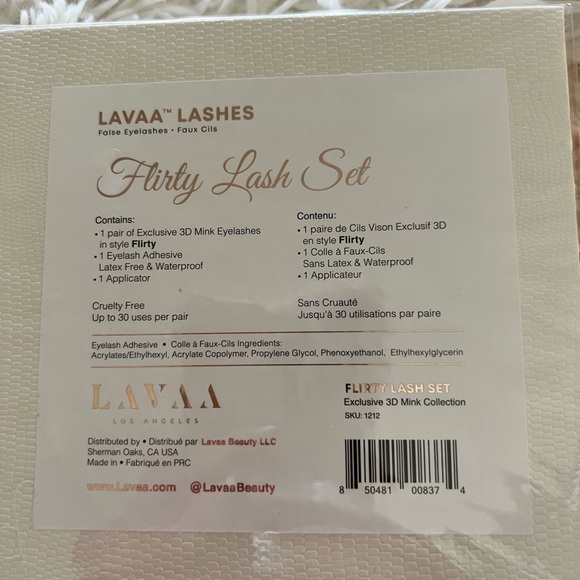 LAVAA™ LASHES
False Eyelashes • Faux Cils
Flirty Lash Set
Contains:
• 1 pair of Exclusive 3D Mink Eyelashes
in style Flirty
• 1 Eyelash Adhesive
Latex Free & Waterproof
• 1 Applicator
Cruelty Free
Up to 30 uses per pair
Contenu:
• 1 paire de Cils Vison Exclusif 3D
en style Flirty
• 1 Colle à Faux-Cils
Sans Latex & Waterproof
• 1 Applicateur
Sans Cruauté
Jusqu'à 30 utilisations par paire
Eyelash Adhesive • Colle à Faux-Cils Ingredients:
Acrylates/Ethylhexyl, Acrylate Copolymer, Propylene Glycol, Phenoxyethanol, Ethylhexylglycerin
LAVAA
LOS ANGELES
Distributed by • Distribué par Lavaa Beauty LLC
Sherman Oaks, CA USA
Made in • Fabriqué en PRC
www.Lavaa.com @LavaaBeauty
FLIRTY LASH SET
Exclusive 3D Mink Collection
SKU: 1212
8 50481 00837 4